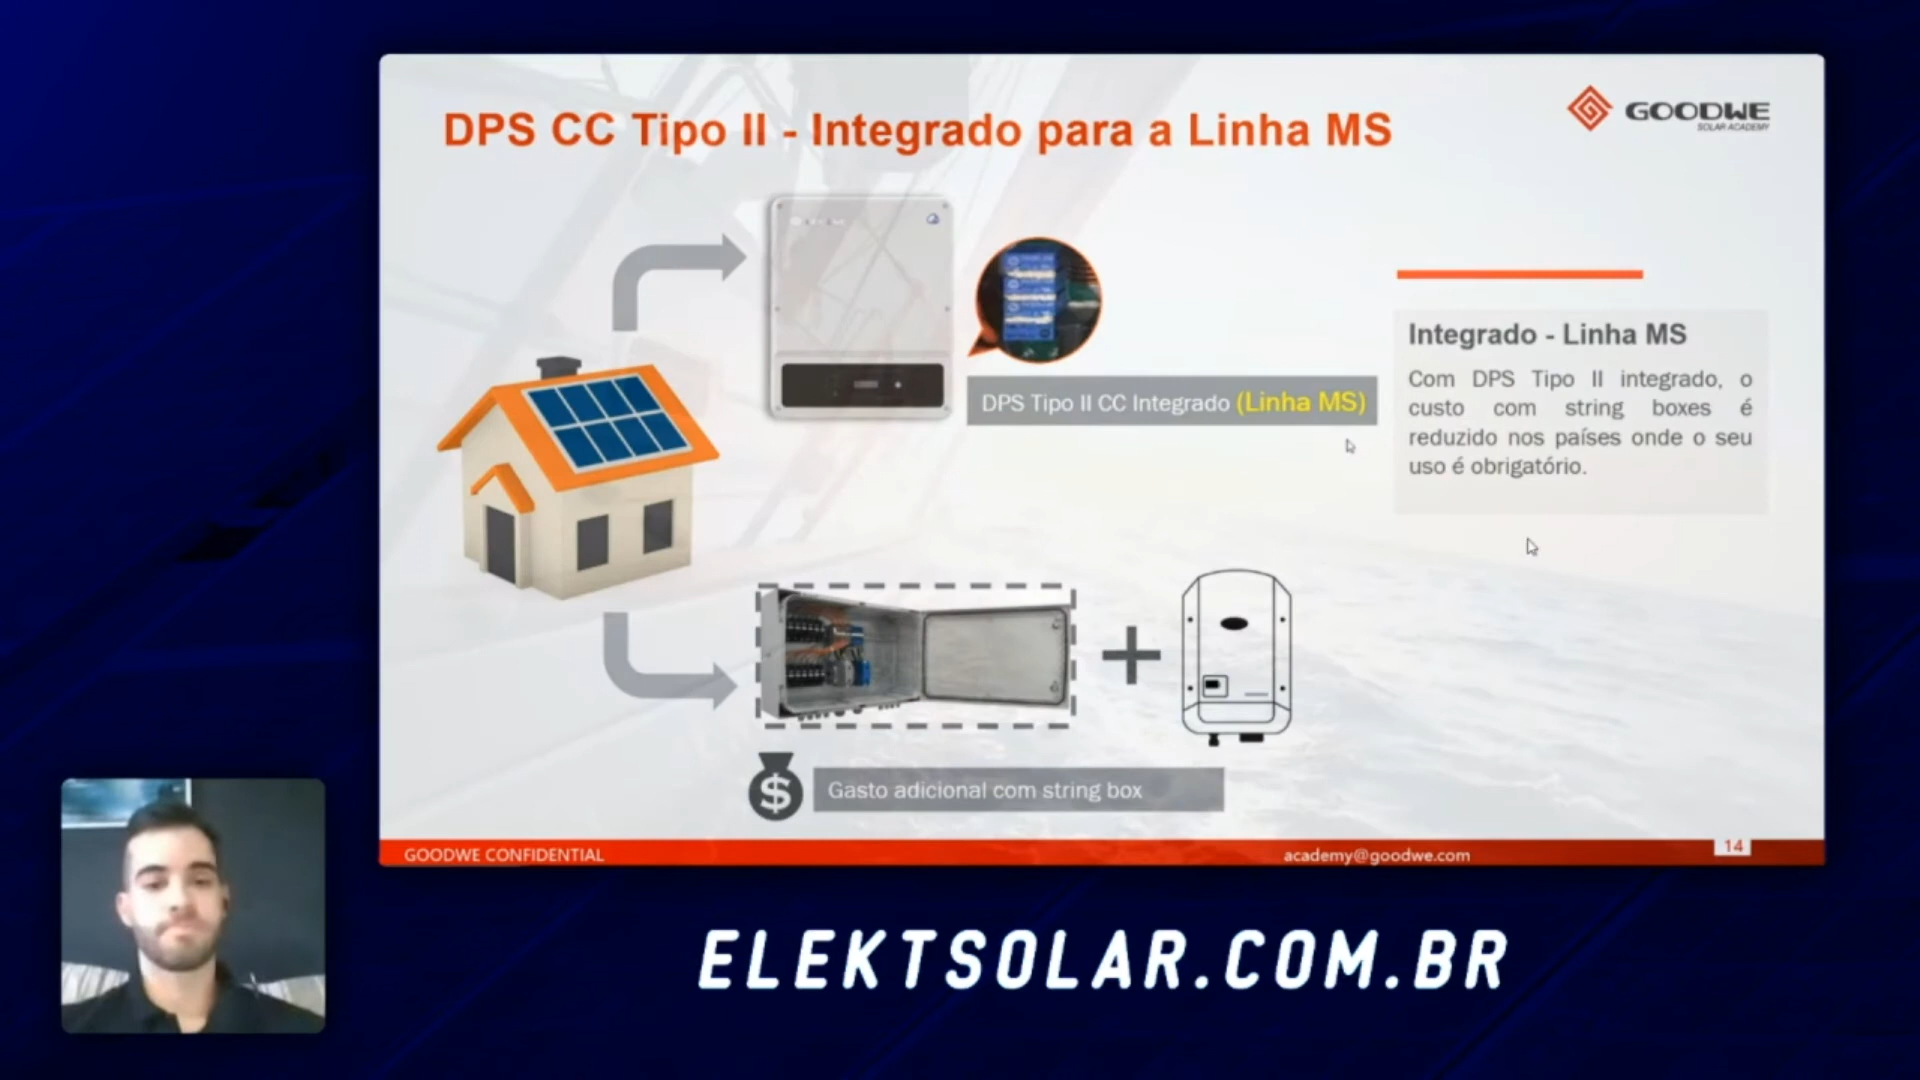 DPS CC Tipo II - Integrado para a Linha MS
GOODWE
SOLAR ACADEMY
DPS Tipo II CC Integrado (Linha MS)
Integrado - Linha MS
Com DPS Tipo II integrado, o
custo com string boxes é
reduzido nos países onde o seu
uso é obrigatório.
$
Gasto adicional com string box
GOODWE CONFIDENTIAL
academy@goodwe.com
14
ELEKTSOLAR.COM.BR